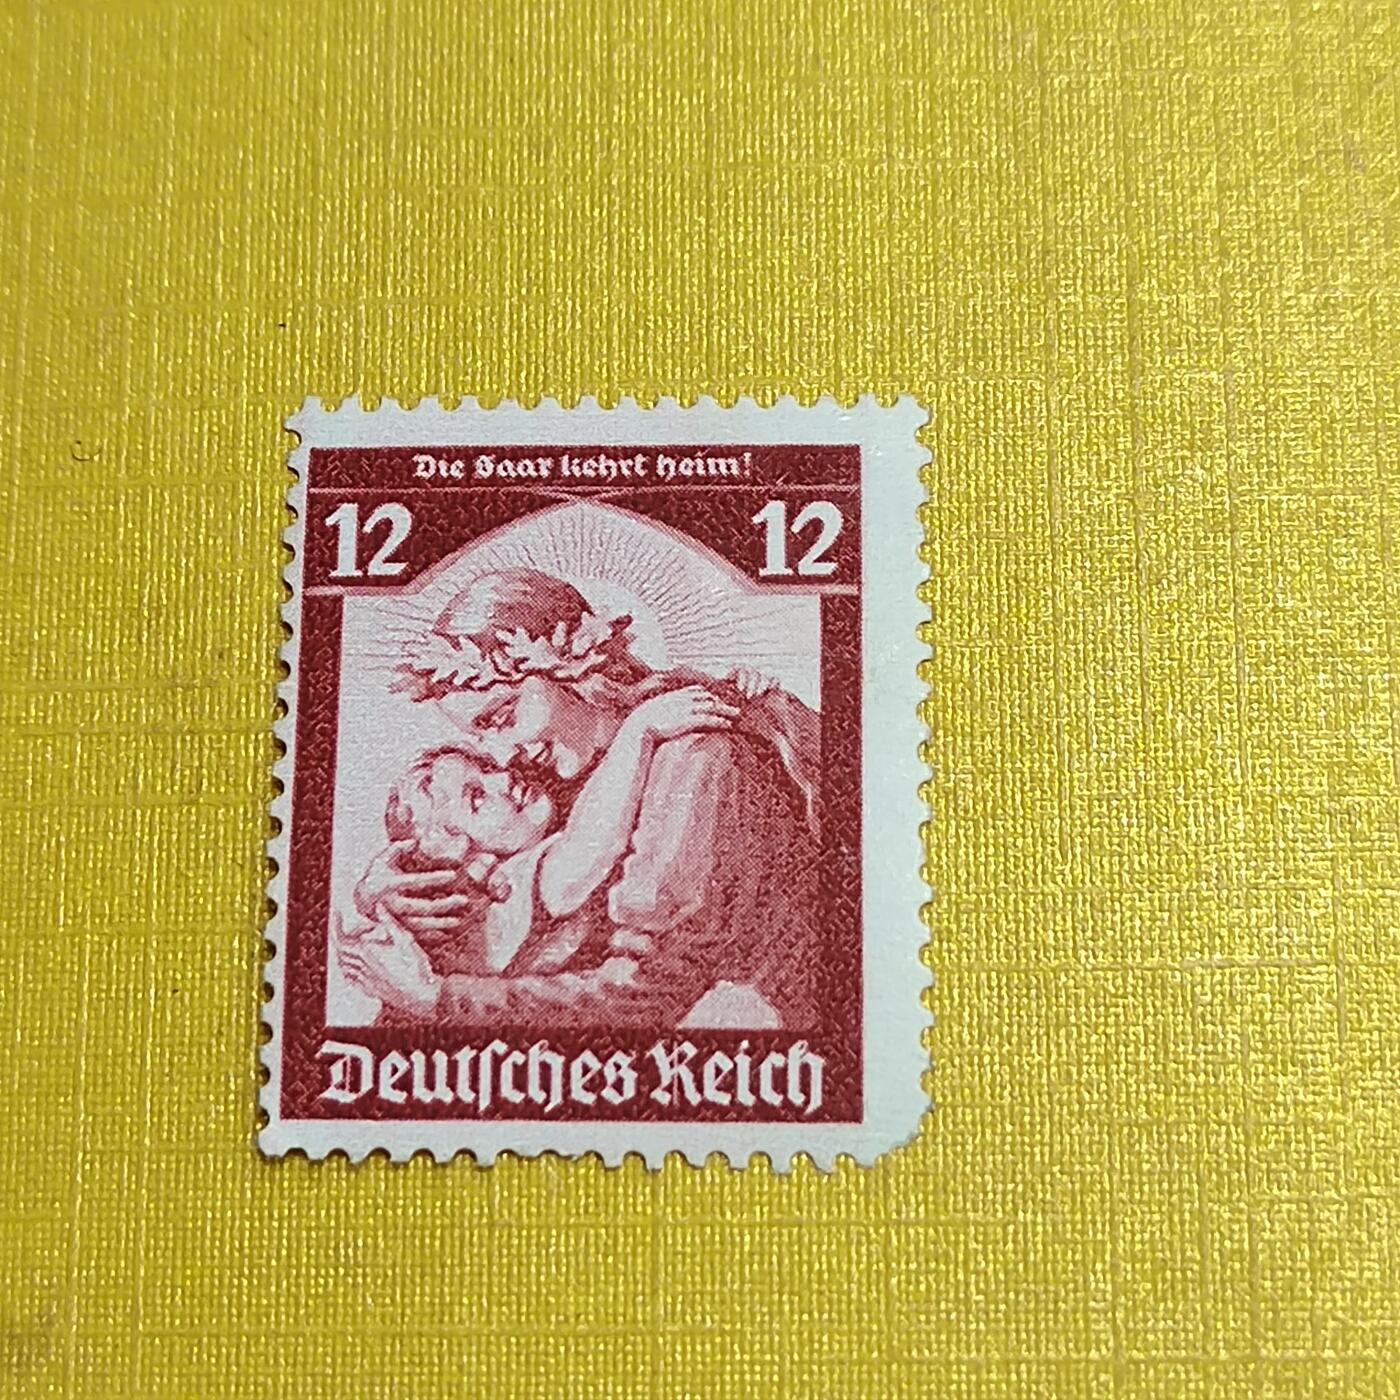 Die Saar kehrt heim!
12 12
Deutsches Reich